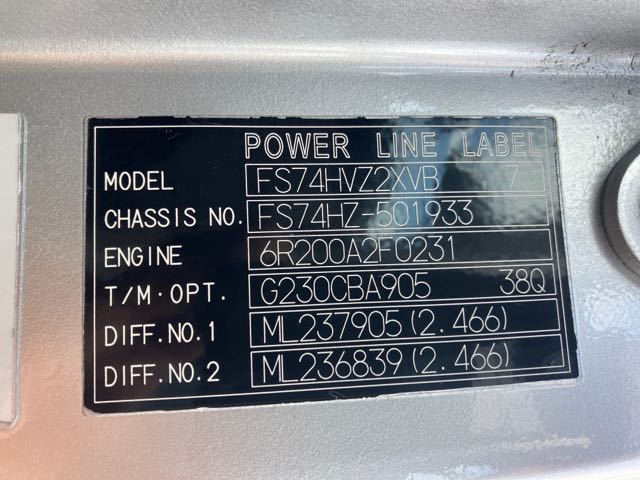 POWER LINE LABEL
MODEL FS74HVZ2XVB 7
CHASSIS NO. FS74HZ-501933
ENGINE 6R200A2F0231
T/M·OPT. G230CBA905 38Q
DIFF.NO.1 ML237905(2.466)
DIFF.NO.2 ML236839(2.466)